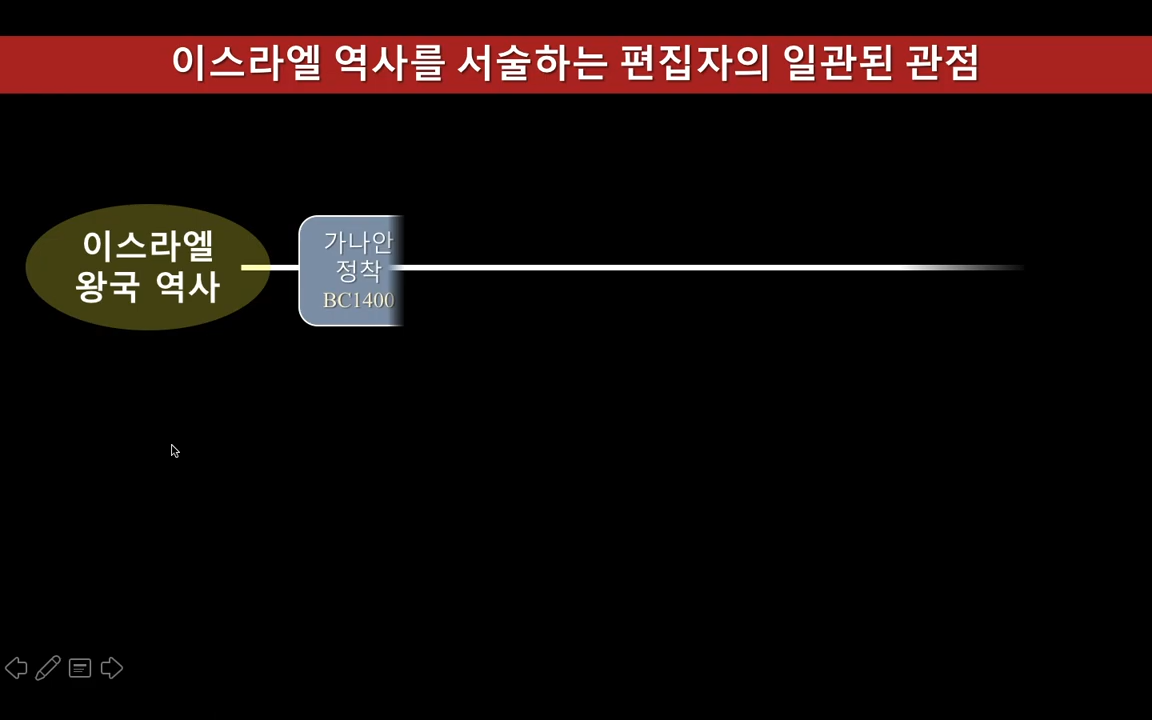 이스라엘 역사를 서술하는 편집자의 일관된 관점
이스라엘
왕국 역사
가나안
정착
BC1400